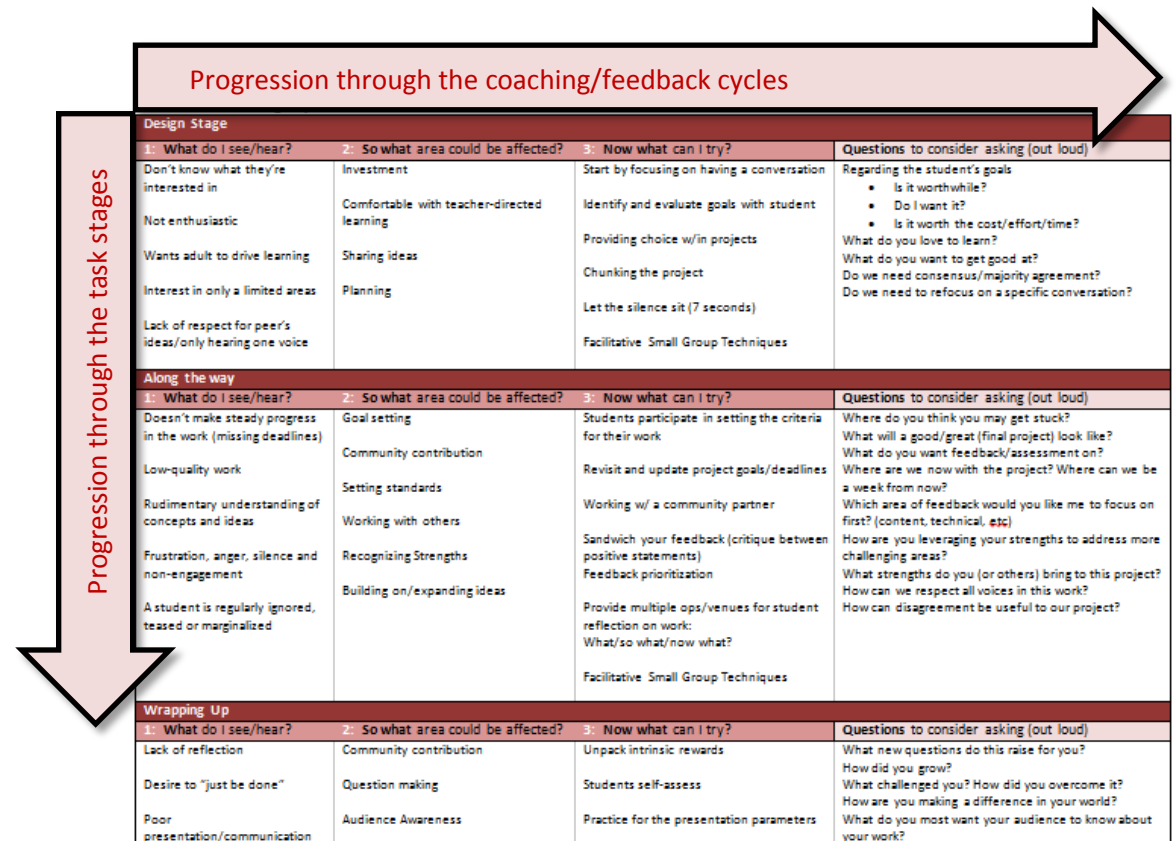 Progression through the coaching/feedback cycles
Progression through the task stages
Design Stage
1: What do I see/hear?
2: So what area could be affected?
3: Now what can I try?
Questions to consider asking (out loud)
Don't know what they're
interested in
Not enthusiastic
Wants adult to drive learning
Interest in only a limited areas
Lack of respect for peer's
ideas/only hearing one voice
Investment
Comfortable with teacher-directed
learning
Sharing ideas
Planning
Start by focusing on having a conversation
Identify and evaluate goals with student
Providing choice w/in projects
Chunking the project
Let the silence sit (7 seconds)
Facilitative Small Group Techniques
Regarding the student's goals
• Is it worthwhile?
• Do I want it?
• Is it worth the cost/effort/time?
What do you love to learn?
What do you want to get good at?
Do we need consensus/majority agreement?
Do we need to refocus on a specific conversation?
Along the way
1: What do I see/hear?
2: So what area could be affected?
3: Now what can I try?
Questions to consider asking (out loud)
Doesn't make steady progress
in the work (missing deadlines)
Low-quality work
Rudimentary understanding of
concepts and ideas
Frustration, anger, silence and
non-engagement
A student is regularly ignored,
teased or marginalized
Goal setting
Community contribution
Setting standards
Working with others
Recognizing Strengths
Building on/expanding ideas
Students participate in setting the criteria
for their work
Revisit and update project goals/deadlines
Working w/ a community partner
Sandwich your feedback (critique between
positive statements)
Feedback prioritization
Provide multiple ops/venues for student
reflection on work:
What/so what/now what?
Facilitative Small Group Techniques
Where do you think you may get stuck?
What will a good/great (final project) look like?
What do you want feedback/assessment on?
Where are we now with the project? Where can we be
a week from now?
Which area of feedback would you like me to focus on
first? (content, technical, etc)
How are you leveraging your strengths to address more
challenging areas?
What strengths do you (or others) bring to this project?
How can we respect all voices in this work?
How can disagreement be useful to our project?
Wrapping Up
1: What do I see/hear?
2: So what area could be affected?
3: Now what can I try?
Questions to consider asking (out loud)
Lack of reflection
Desire to "just be done"
Poor
presentation/communication
Community contribution
Question making
Audience Awareness
Unpack intrinsic rewards
Students self-assess
Practice for the presentation parameters
What new questions do this raise for you?
How did you grow?
What challenged you? How did you overcome it?
How are you making a difference in your world?
What do you most want your audience to know about
your work?